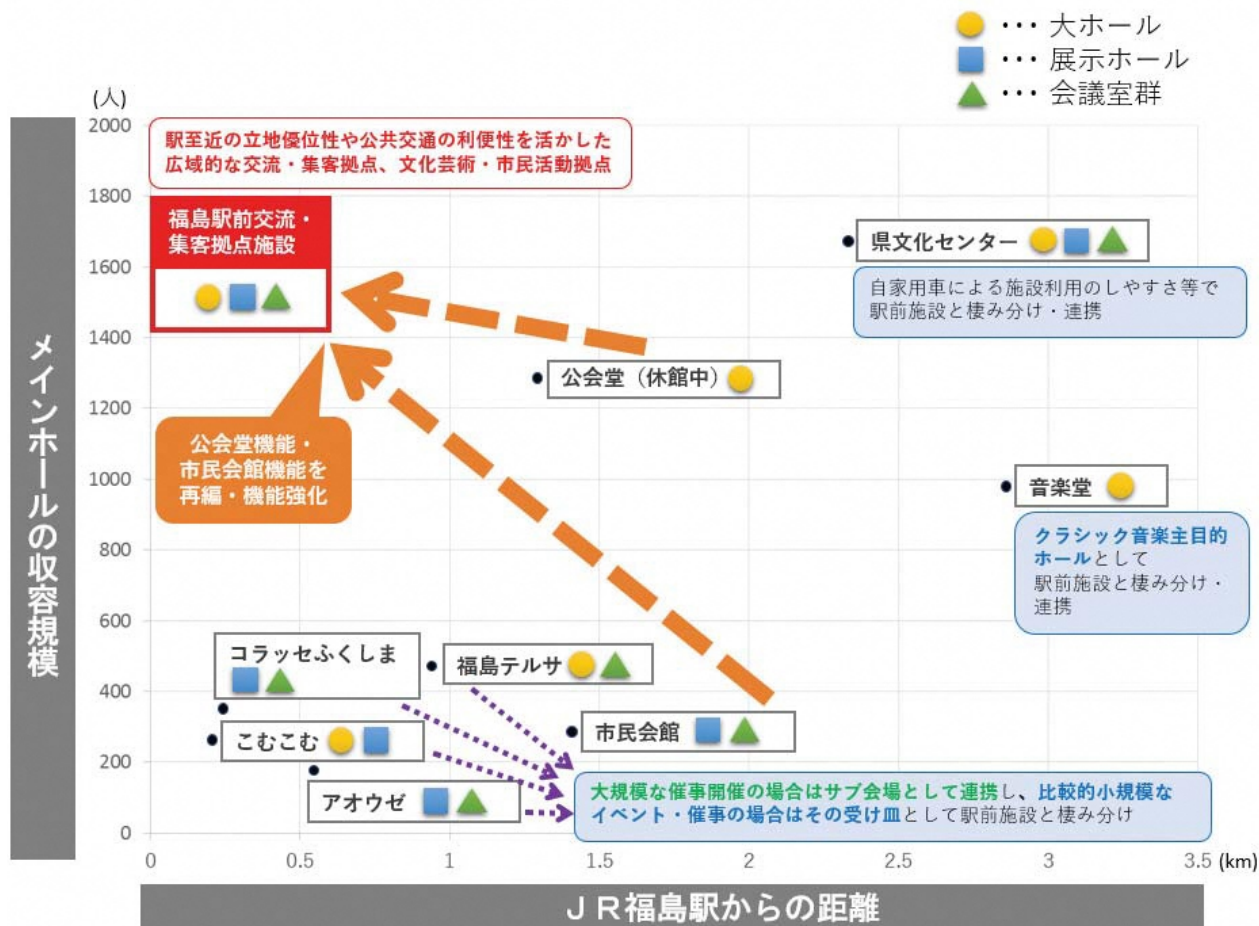 ••• 大ホール
••• 展示ホール
••• 会議室群
(人)
2000
1800
1600
1400
1200
1000
800
600
400
200
0
メインホールの収容規模
駅至近の立地優位性や公共交通の利便性を活かした
広域的な交流・集客拠点、文化芸術・市民活動拠点
福島駅前交流・
集客拠点施設
県文化センター
自家用車による施設利用のしやすさ等で
駅前施設と棲み分け・連携
公会堂（休館中）
公会堂機能・
市民会館機能を
再編・機能強化
音楽堂
クラシック音楽主目的
ホールとして
駅前施設と棲み分け・
連携
コラッセふくしま
福島テルサ
こむこむ
市民会館
アオウゼ
大規模な催事開催の場合はサブ会場として連携し、比較的小規模な
イベント・催事の場合はその受け皿として駅前施設と棲み分け
0 0.5 1 1.5 2 2.5 3 3.5 (km)
ＪＲ福島駅からの距離